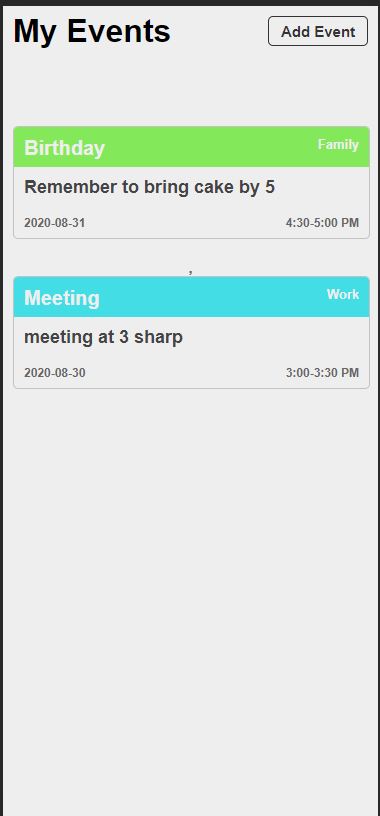 My Events
Add Event
Birthday
Family
Remember to bring cake by 5
2020-08-31
4:30-5:00 PM
,
Meeting
Work
meeting at 3 sharp
2020-08-30
3:00-3:30 PM